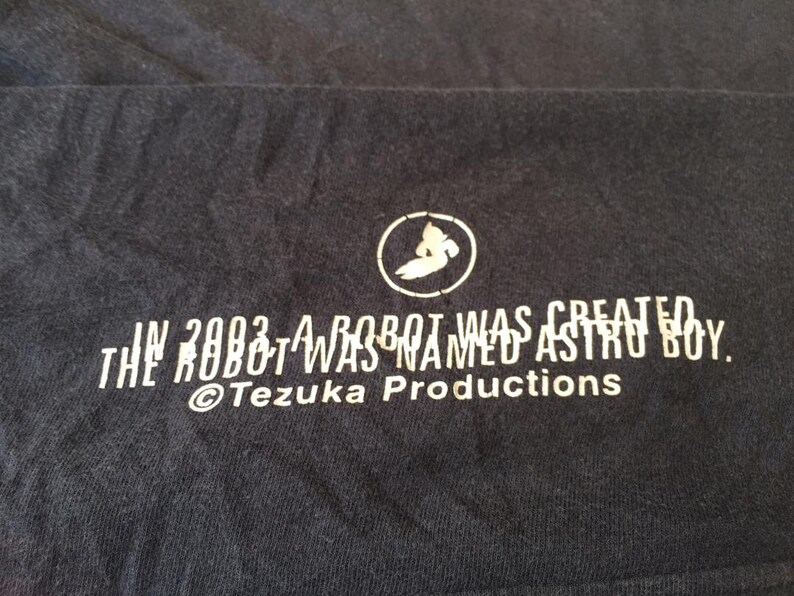 IN 2003, A ROBOT WAS CREATED.
THE ROBOT WAS NAMED ASTRO BOY.
©Tezuka Productions